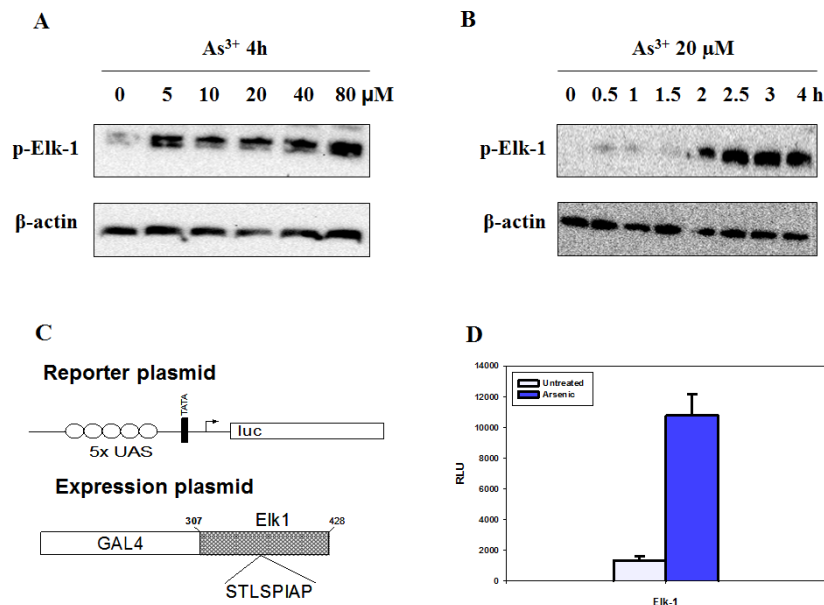 A
As³⁺ 4h
0 5 10 20 40 80 µM
p-Elk-1
β-actin
B
As³⁺ 20 µM
0 0.5 1 1.5 2 2.5 3 4 h
p-Elk-1
β-actin
C
Reporter plasmid
TATA
luc
5x UAS
Expression plasmid
307 Elk1 428
GAL4
STLSPIAP
D
14000
12000
10000
8000
6000
4000
2000
0
RLU
Untreated
Arsenic
Elk-1